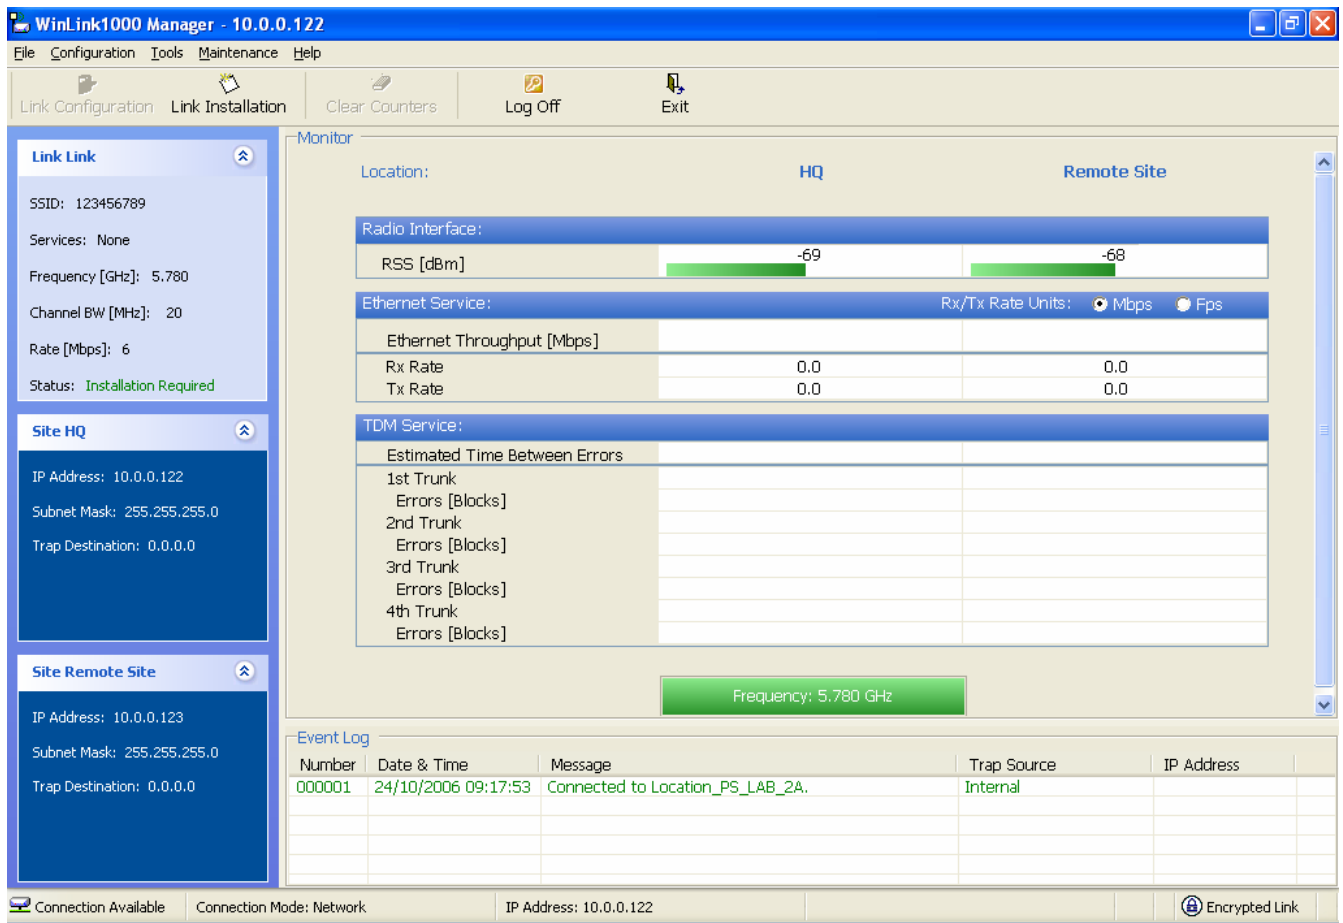 WinLink1000 Manager - 10.0.0.122
File Configuration Tools Maintenance Help
Link Configuration Link Installation Clear Counters Log Off Exit
Link Link
SSID: 123456789
Services: None
Frequency [GHz]: 5.780
Channel BW [MHz]: 20
Rate [Mbps]: 6
Status: Installation Required
Site HQ
IP Address: 10.0.0.122
Subnet Mask: 255.255.255.0
Trap Destination: 0.0.0.0
Site Remote Site
IP Address: 10.0.0.123
Subnet Mask: 255.255.255.0
Trap Destination: 0.0.0.0
Monitor
Location: HQ Remote Site
Radio Interface:
RSS [dBm] -69 -68
Ethernet Service: Rx/Tx Rate Units: Mbps Fps
Ethernet Throughput [Mbps]
Rx Rate 0.0 0.0
Tx Rate 0.0 0.0
TDM Service:
Estimated Time Between Errors
1st Trunk
Errors [Blocks]
2nd Trunk
Errors [Blocks]
3rd Trunk
Errors [Blocks]
4th Trunk
Errors [Blocks]
Frequency: 5.780 GHz
Event Log
Number Date & Time Message Trap Source IP Address
000001 24/10/2006 09:17:53 Connected to Location_PS_LAB_2A. Internal
Connection Available Connection Mode: Network IP Address: 10.0.0.122 Encrypted Link